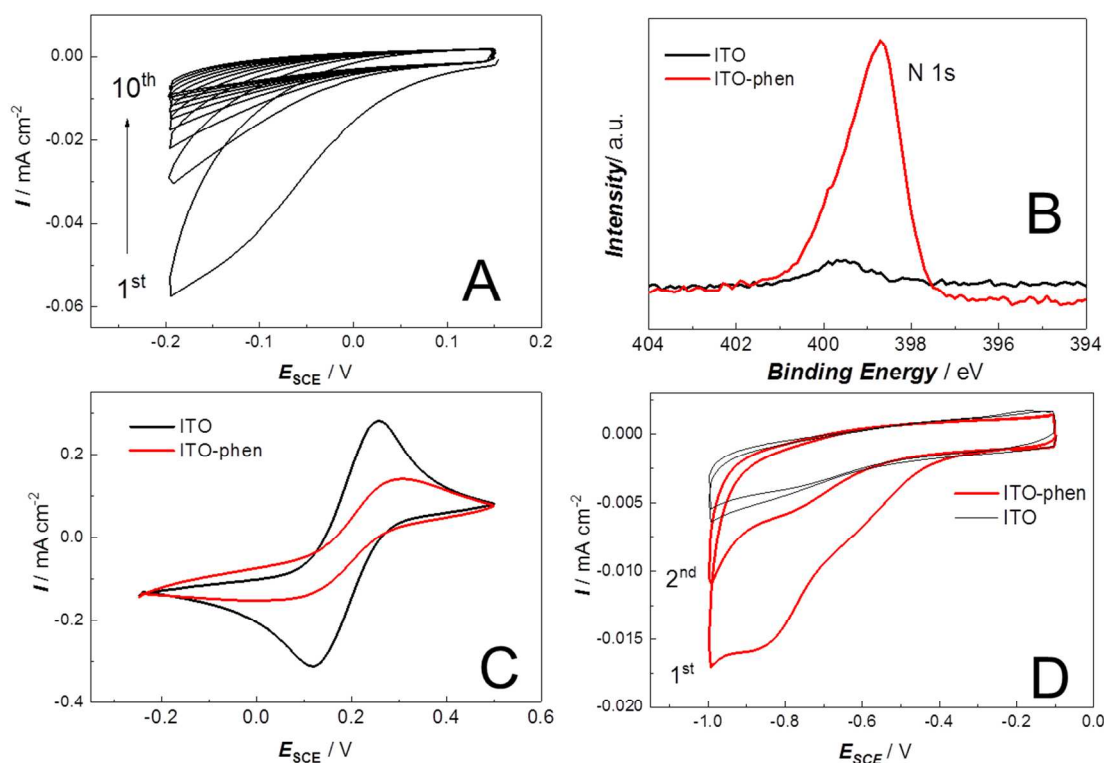 0.00
-0.02
-0.04
-0.06
I / mA cm-2
10th
1st
A
-0.2 -0.1 0.0 0.1 0.2
ESCE / V
ITO
ITO-phen
N 1s
B
Intensity/ a.u.
404 402 400 398 396 394
Binding Energy / eV
ITO
ITO-phen
0.2
0.0
-0.2
-0.4
I / mA cm-2
C
-0.2 0.0 0.2 0.4 0.6
ESCE / V
0.000
-0.005
-0.010
-0.015
-0.020
I / mA cm-2
ITO-phen
ITO
2nd
1st
D
-1.0 -0.8 -0.6 -0.4 -0.2 0.0
ESCE / V